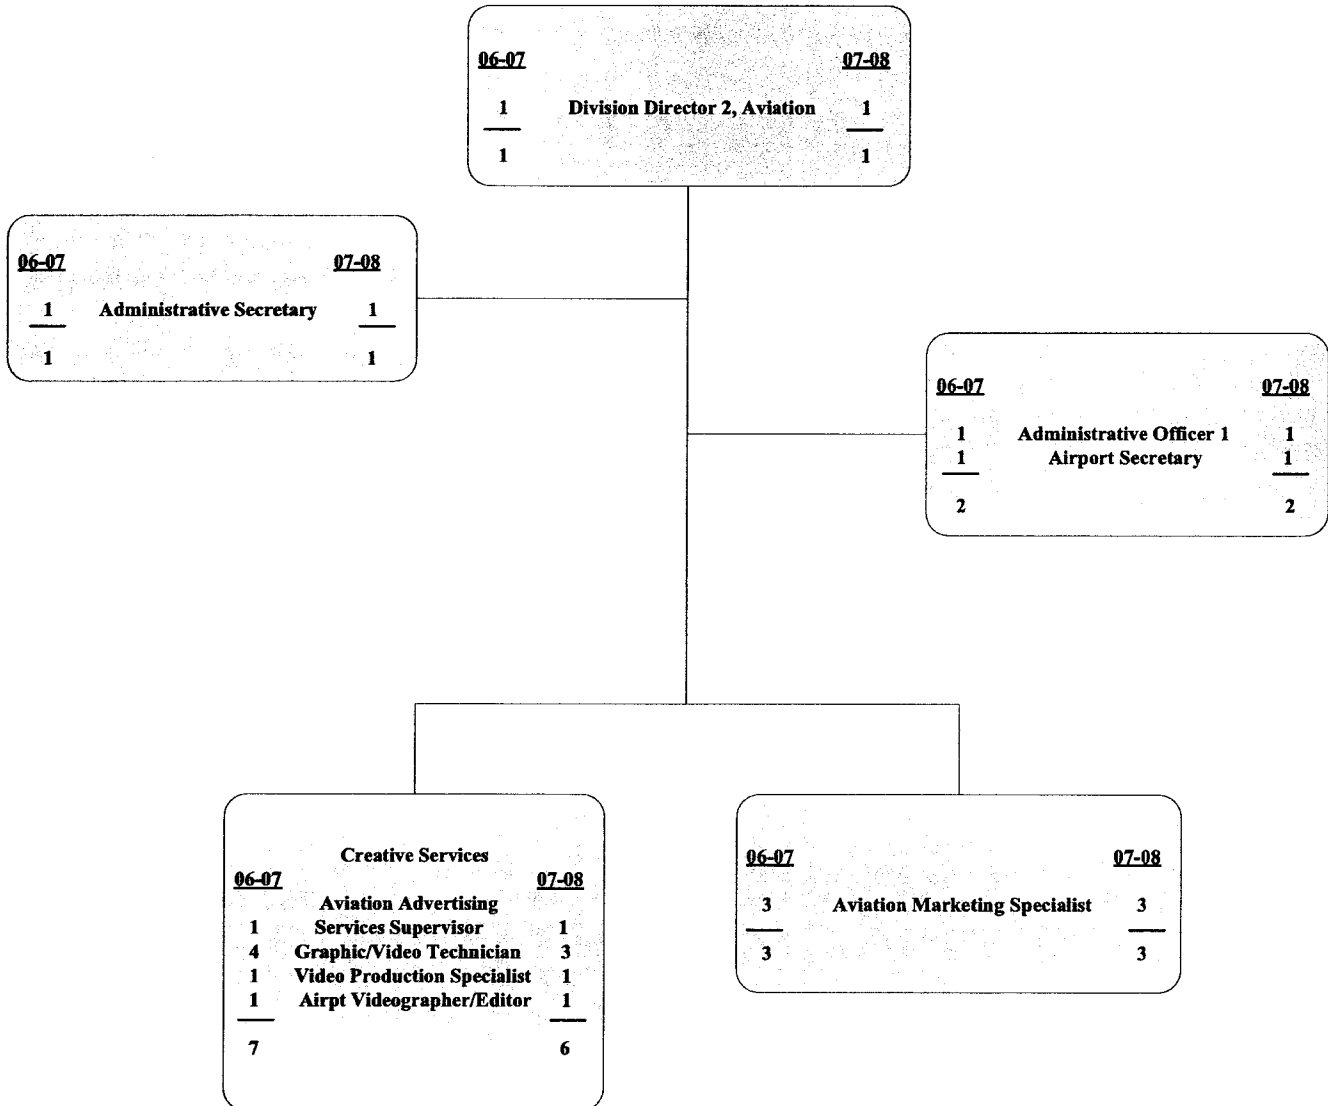 06-07 07-08
1 Division Director 2, Aviation 1
1 1
06-07 07-08
1 Administrative Secretary 1
1 1
06-07 07-08
1 Administrative Officer 1 1
1 Airport Secretary 1
2 2
Creative Services
06-07 07-08
Aviation Advertising
1 Services Supervisor 1
4 Graphic/Video Technician 3
1 Video Production Specialist 1
1 Airpt Videographer/Editor 1
7 6
06-07 07-08
3 Aviation Marketing Specialist 3
3 3